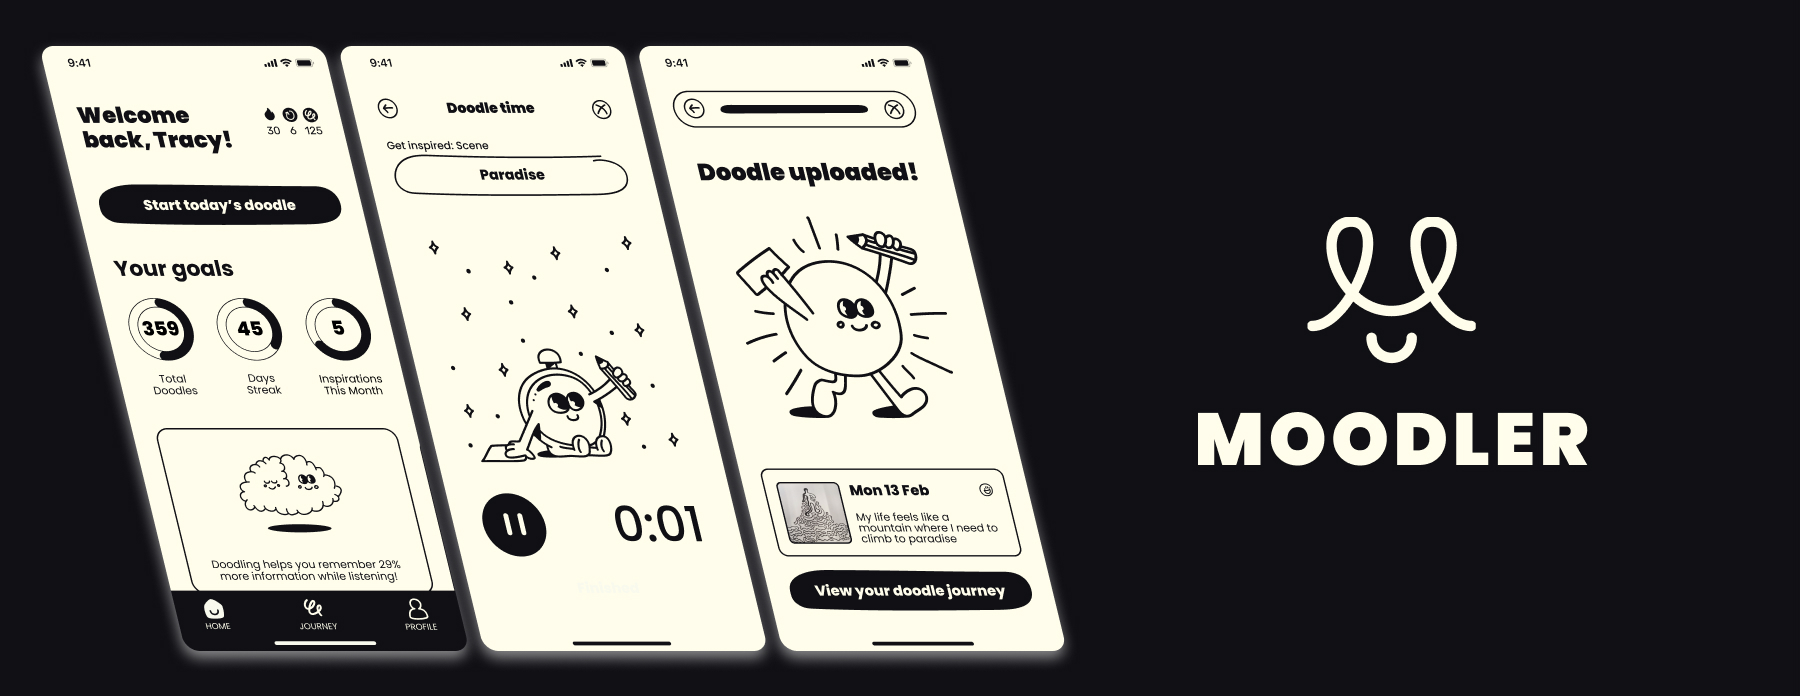 9:41
Welcome
back, Tracy!
30 6 125
Start today's doodle
Your goals
359
45
5
Total
Doodles
Days
Streak
Inspirations
This Month
Doodling helps you remember 29%
more information while listening!
HOME
JOURNEY
PROFILE
9:41
Doodle time
Get inspired: Scene
Paradise
0:01
9:41
Doodle uploaded!
Mon 13 Feb
My life feels like a
mountain where I need to
climb to paradise
View your doodle journey
MOODLER